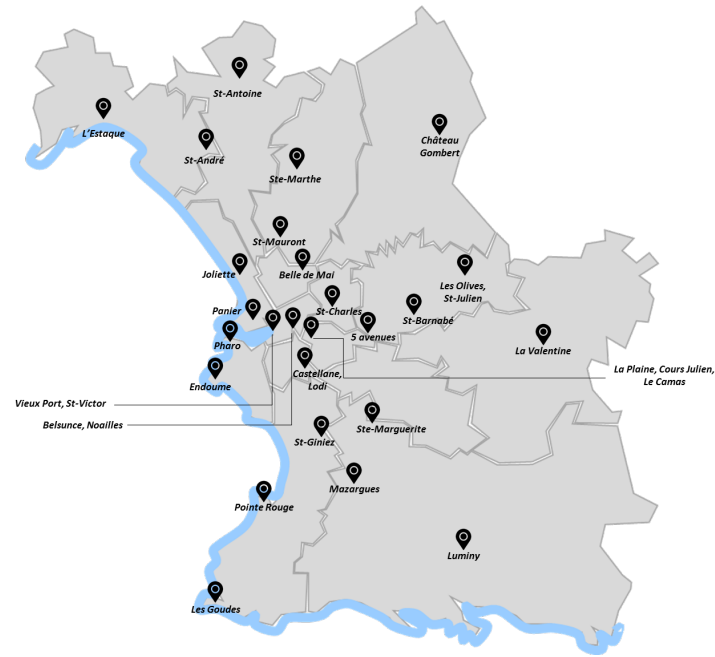 St-Antoine
L'Estaque
Château
Gombert
St-André
Ste-Marthe
St-Mauront
Joliette
Belle de Mai
Les Olives,
St-Julien
Panier
St-Charles
St-Barnabé
5 avenues
Pharo
La Valentine
Endoume
Castellane,
Lodi
La Plaine, Cours Julien,
Le Camas
Vieux Port, St-Victor
Belsunce, Noailles
St-Giniez
Ste-Marguerite
Mazargues
Pointe Rouge
Luminy
Les Goudes